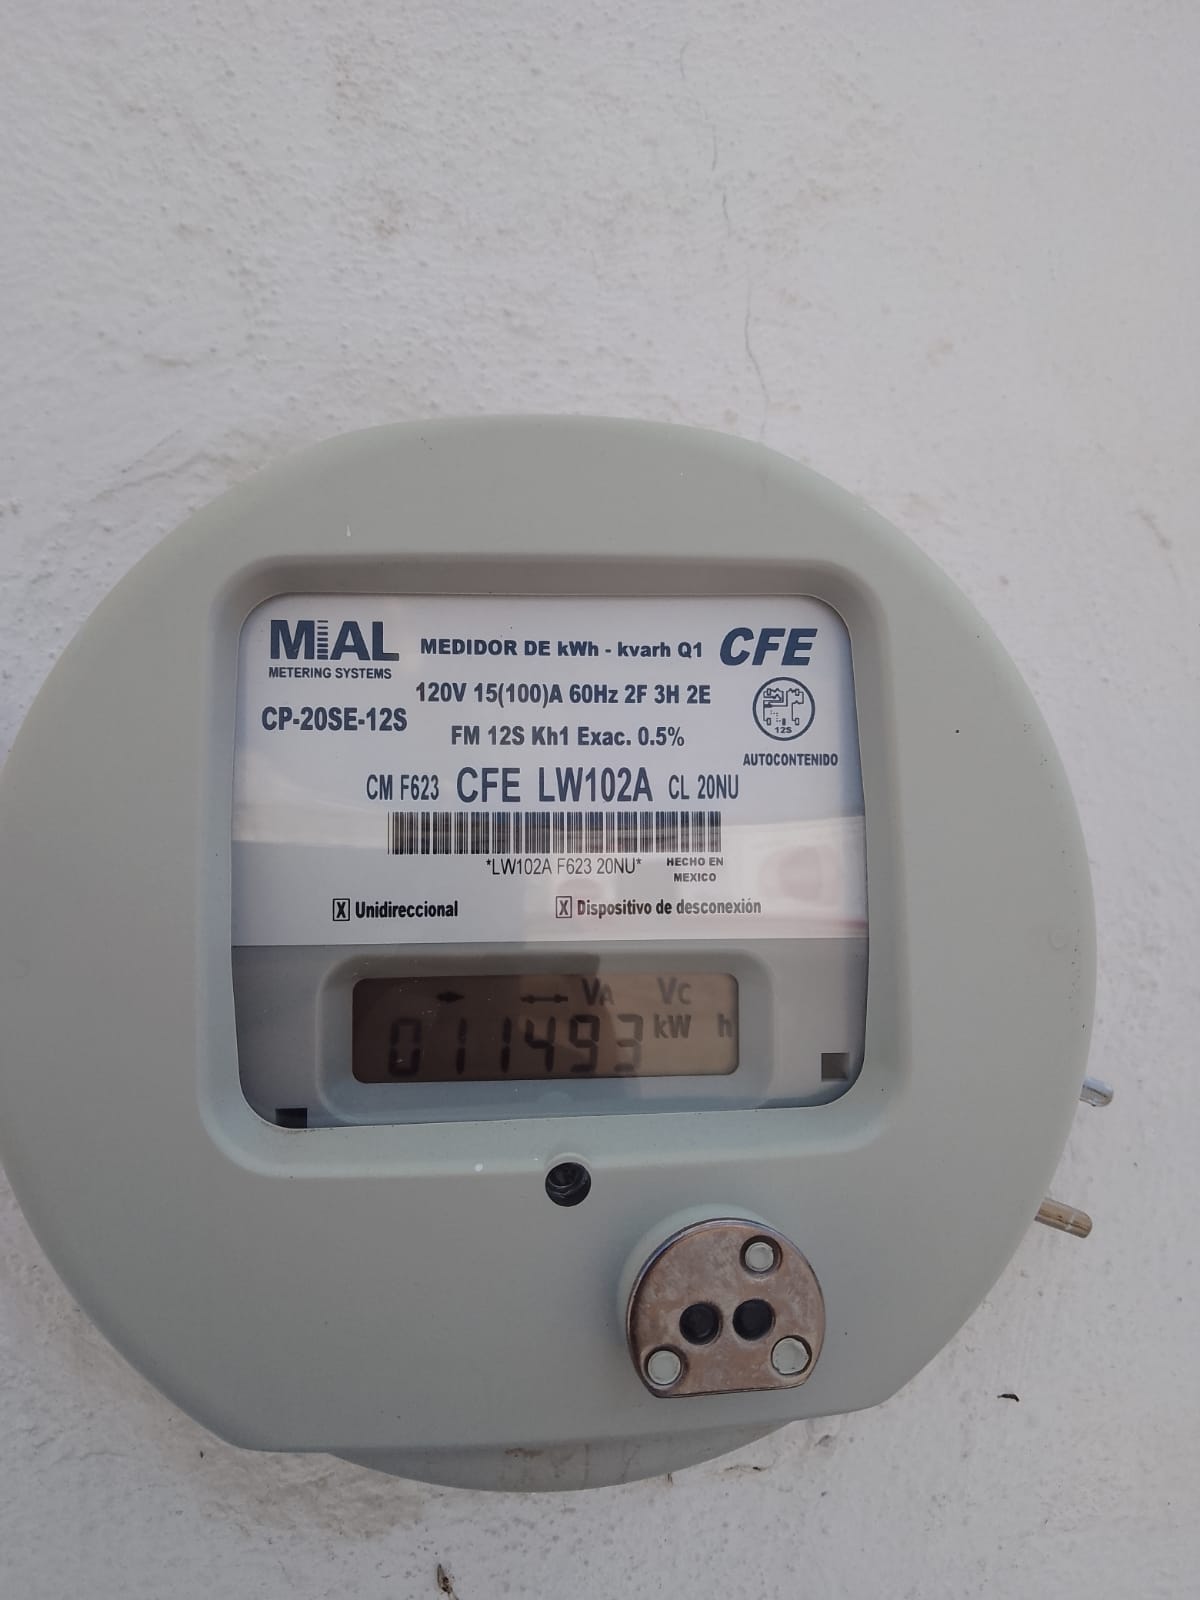 MIAL
METERING SYSTEMS
MEDIDOR DE kWh - kvarh Q1
CFE
120V 15(100)A 60Hz 2F 3H 2E
CP-20SE-12S
FM 12S Kh1 Exac. 0.5%
12S
AUTOCONTENIDO
CM F623 CFE LW102A CL 20NU
*LW102A F623 20NU*
HECHO EN
MEXICO
X Unidireccional
X Dispositivo de desconexión
VA VC
011493 kW h